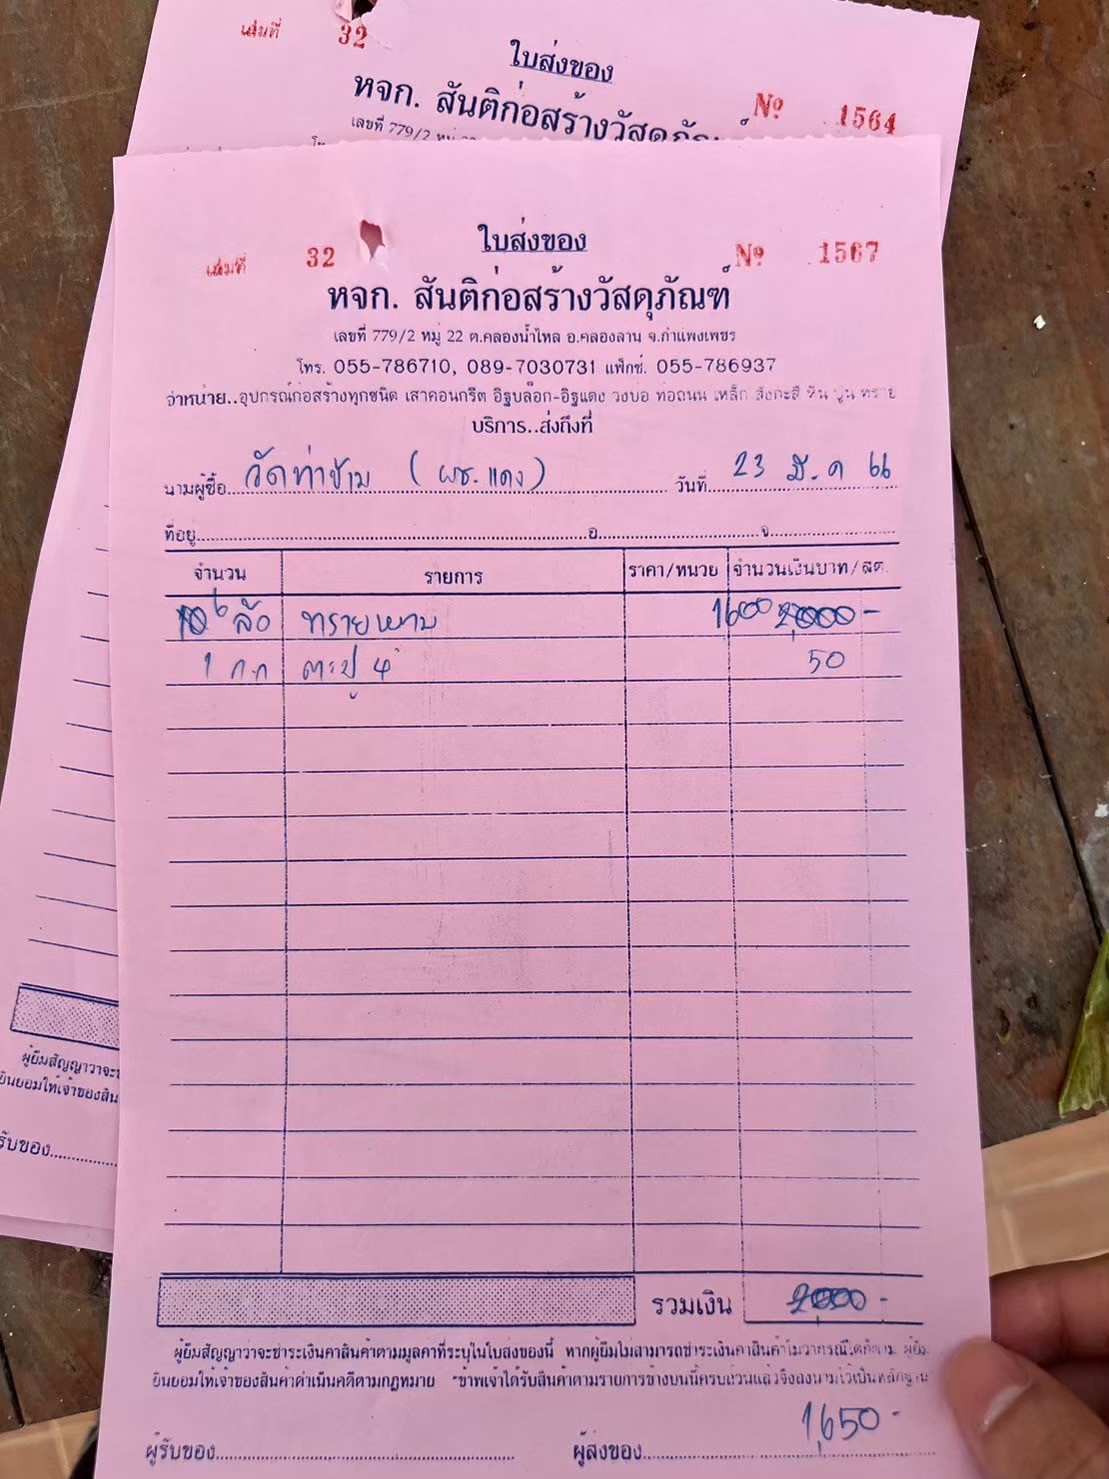 เล่มที่ 32
ใบส่งของ
หจก. สันติก่อสร้างวัสดุภัณฑ์
Nº 1564
เลขที่ 779/2 หมู่
ใบส่งของ
เล่มที่ 32 Nº 1567
หจก. สันติก่อสร้างวัสดุภัณฑ์
เลขที่ 779/2 หมู่ 22 ต.คลองน้ำไหล อ.คลองลาน จ.กำแพงเพชร
โทร. 055-786710, 089-7030731 แฟ็กซ์. 055-786937
จำหน่าย..อุปกรณ์ก่อสร้างทุกชนิด เสาคอนกรีต อิฐบล็อก-อิฐแดง วงบ่อ ท่อถนน เหล็ก สังกะสี หิน ปูน ทราย
บริการ..ส่งถึงที่
นามผู้ซื้อ วัดท่าช้าม (ผช. แดง) วันที่ 23 มี.ค 66
ที่อยู่ อ. จ.
จำนวน รายการ ราคา/หน่วย จำนวนเงินบาท/สต.
6 ล้อ ทรายหยาบ 1600
1 ก.ก ตะปู 4" 50
รวมเงิน
ผู้ยืมสัญญาว่าจะชำระเงินค่าสินค้าตามมูลค่าที่ระบุในใบส่งของนี้ หากผู้ยืมไม่สามารถชำระเงินค่าสินค้าไม่ว่ากรณีใดก็ตาม ผู้ยืม
ยินยอมให้เจ้าของสินค้าดำเนินคดีตามกฎหมาย "ข้าพเจ้าได้รับสินค้าตามรายการข้างบนนี้ครบถ้วนแล้วจึงลงนามไว้เป็นหลักฐาน
1,650-
ผู้รับของ ผู้ส่งของ
ผู้ยืมสัญญาว่าจะ
ยินยอมให้เจ้าของสิน
รับของ